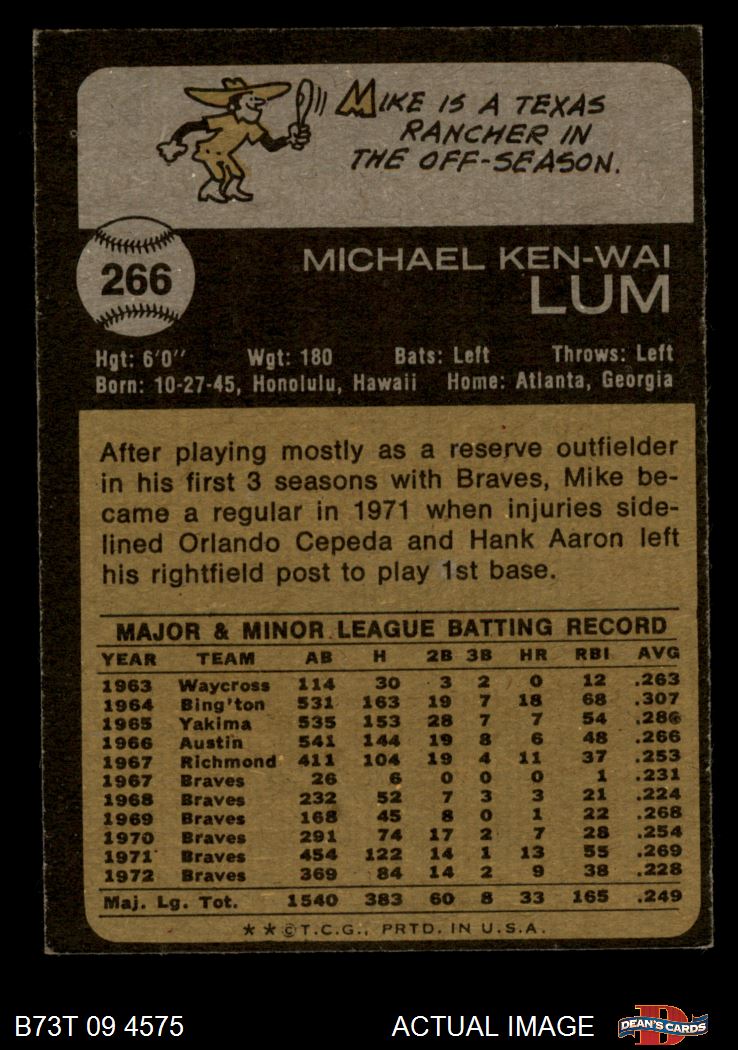 MIKE IS A TEXAS
RANCHER IN
THE OFF-SEASON.
266
MICHAEL KEN-WAI
LUM
Hgt: 6'0" Wgt: 180 Bats: Left Throws: Left
Born: 10-27-45, Honolulu, Hawaii Home: Atlanta, Georgia
After playing mostly as a reserve outfielder
in his first 3 seasons with Braves, Mike be-
came a regular in 1971 when injuries side-
lined Orlando Cepeda and Hank Aaron left
his rightfield post to play 1st base.
MAJOR & MINOR LEAGUE BATTING RECORD
YEAR TEAM AB H 2B 3B HR RBI AVG
1963 Waycross 114 30 3 2 0 12 .263
1964 Bing'ton 531 163 19 7 18 68 .307
1965 Yakima 535 153 28 7 7 54 .286
1966 Austin 541 144 19 8 6 48 .266
1967 Richmond 411 104 19 4 11 37 .253
1967 Braves 26 6 0 0 0 1 .231
1968 Braves 232 52 7 3 3 21 .224
1969 Braves 168 45 8 0 1 22 .268
1970 Braves 291 74 17 2 7 28 .254
1971 Braves 454 122 14 1 13 55 .269
1972 Braves 369 84 14 2 9 38 .228
Maj. Lg. Tot. 1540 383 60 8 33 165 .249
**©T.C.G., PRTD. IN U.S.A.
B73T 09 4575 ACTUAL IMAGE
D
DEAN'S CARDS